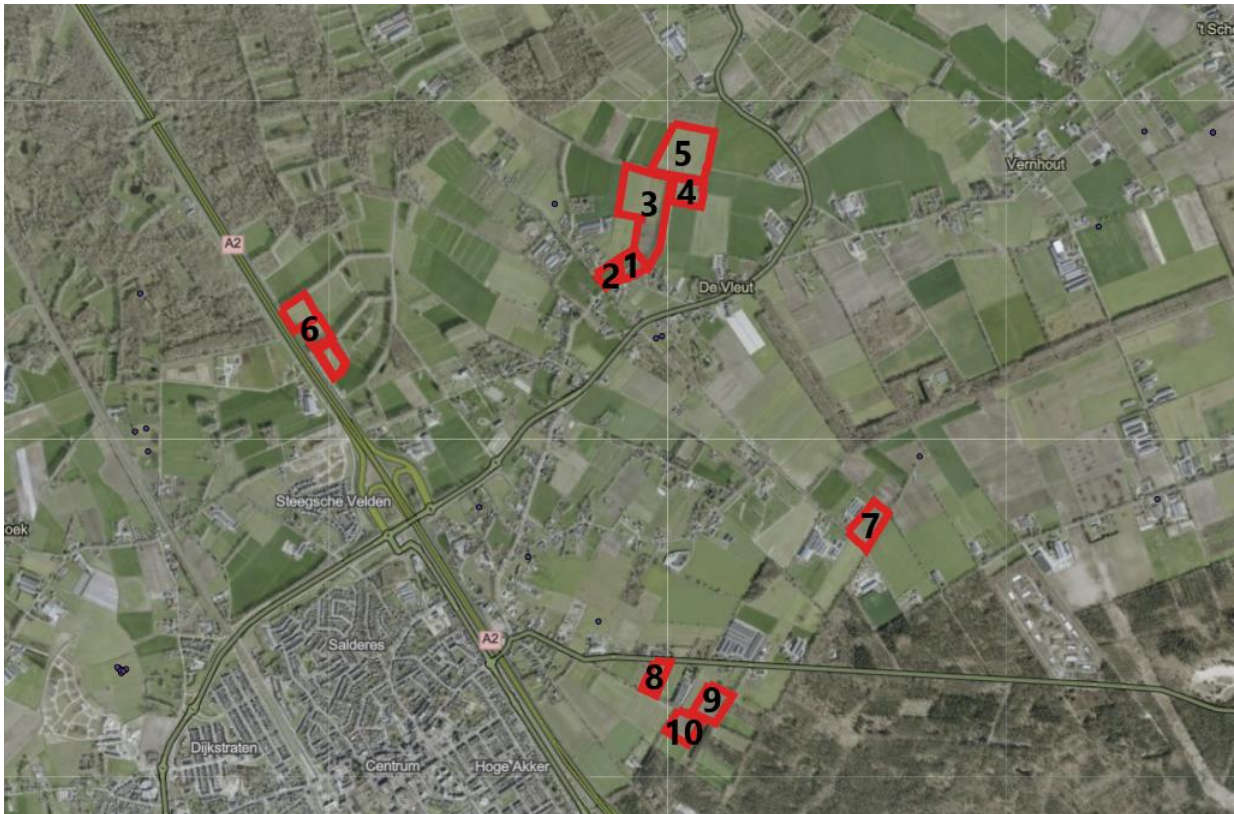 't Sch
5
Vernhout
4
3
A2
1
2
De Vleut
6
Steegsche Velden
7
oek
A2
Salderes
8
9
10
Dijkstraten
Centrum
Hoge Akker